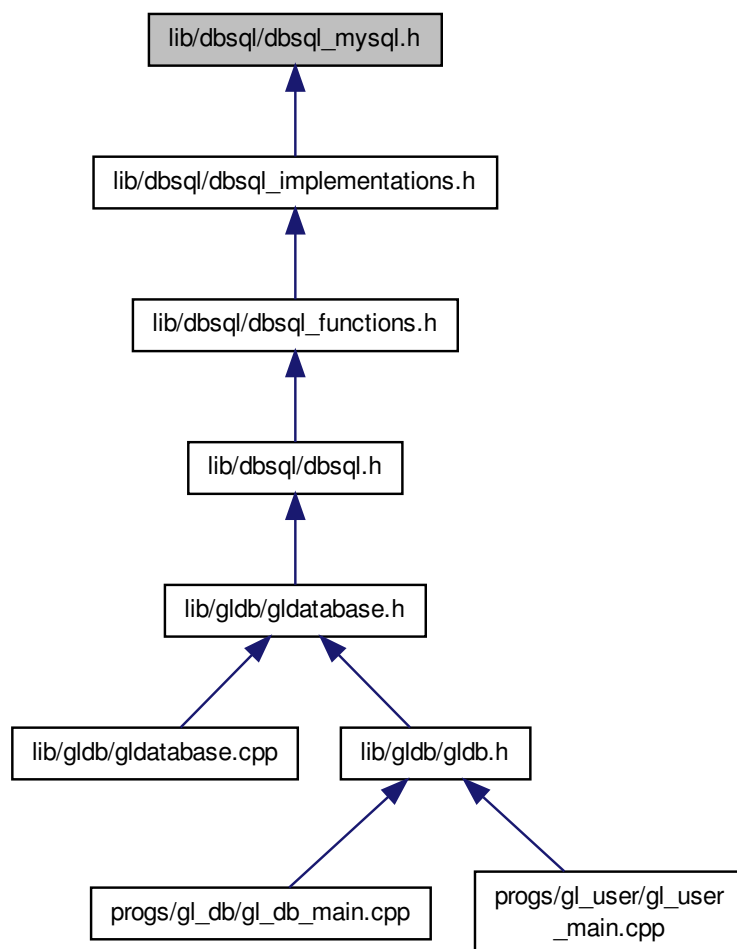 lib/dbsql/dbsql_mysql.h
lib/dbsql/dbsql_implementations.h
lib/dbsql/dbsql_functions.h
lib/dbsql/dbsql.h
lib/gldb/gldatabase.h
lib/gldb/gldatabase.cpp
lib/gldb/gldb.h
progs/gl_db/gl_db_main.cpp
progs/gl_user/gl_user
_main.cpp